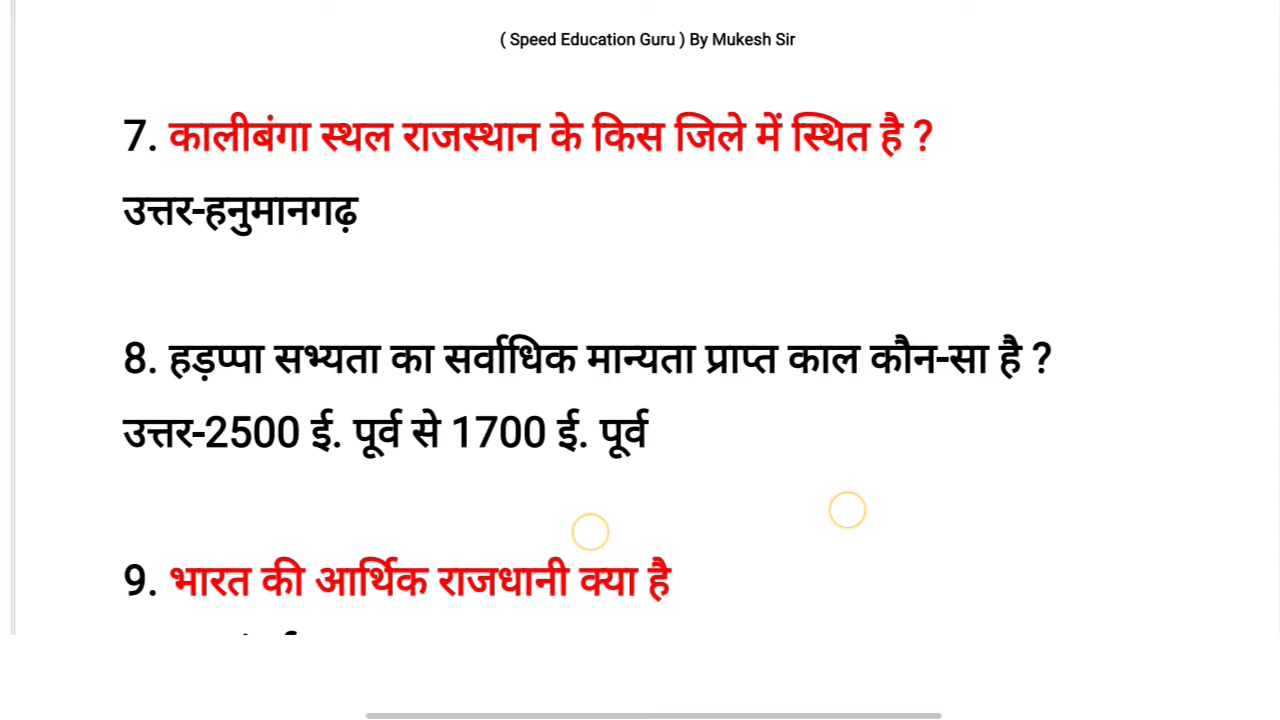 ( Speed Education Guru ) By Mukesh Sir
7. कालीबंगा स्थल राजस्थान के किस जिले में स्थित है ?
उत्तर-हनुमानगढ़
8. हड़प्पा सभ्यता का सर्वाधिक मान्यता प्राप्त काल कौन-सा है ?
उत्तर-2500 ई. पूर्व से 1700 ई. पूर्व
9. भारत की आर्थिक राजधानी क्या है